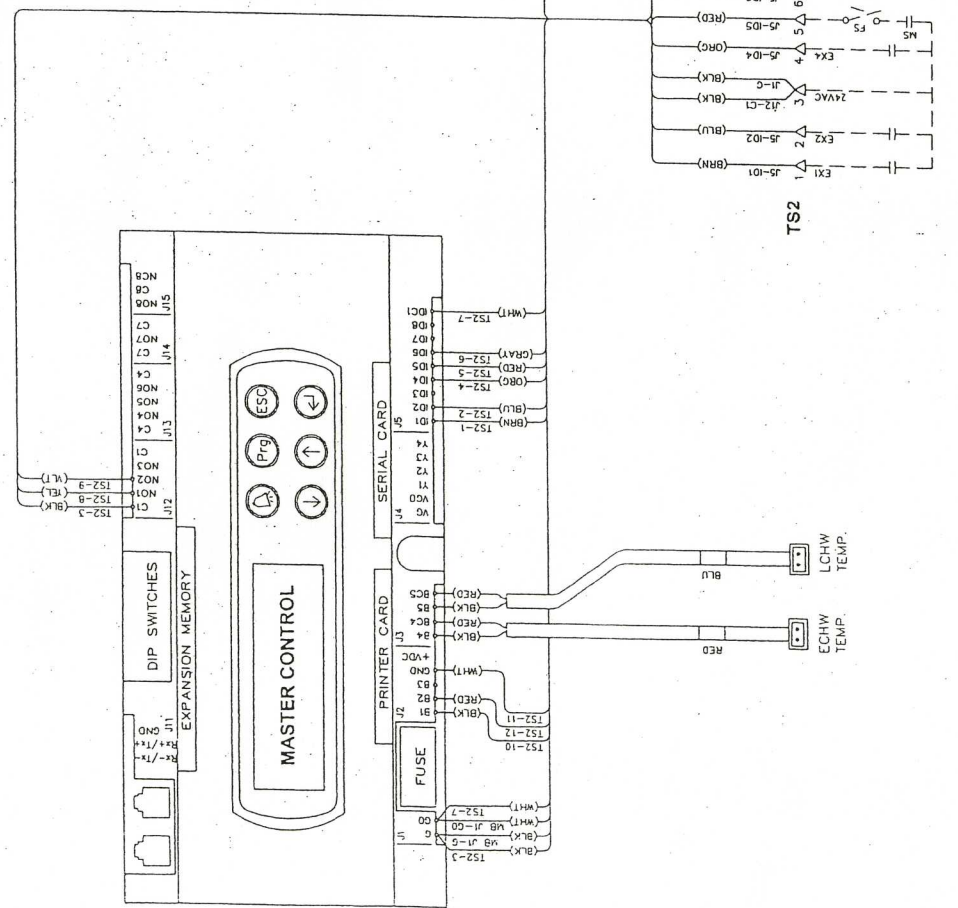 (RED)
J5-ID5
5
FS
MS
(ORG)
J5-ID4
4
EX4
(BLK)
J1-G
(BLK)
J12-C1
3
24VAC
(BLU)
J5-ID2
2
EX2
(BRN)
J5-ID1
1
EX1
TS2
6
NC8
C8
NO8
J15
C7
NO7
C7
J14
C4
NO6
NO5
NO4
C4
J13
C1
NO3
NO2
NO1
C1
J12
(VLT)
TS2-9
(YEL)
TS2-8
(BLK)
TS2-3
DIP SWITCHES
EXPANSION MEMORY
J11
GND
Rx+/Tx+
Rx-/Tx-
ESC
Prg
MASTER CONTROL
SERIAL CARD
PRINTER CARD
FUSE
IDC1
ID8
ID7
ID6
ID5
ID4
ID3
ID2
ID1
J5
Y4
Y3
Y2
Y1
VG0
VG
J4
BC5
B5
BC4
B4
J3
+VDC
GND
B3
B2
B1
J2
G0
G
J1
TS2-7
(WHT)
TS2-6
(GRAY)
TS2-5
(RED)
TS2-4
(ORG)
TS2-2
(BLU)
TS2-1
(BRN)
(RED)
(BLK)
(RED)
(BLK)
(WHT)
(RED)
(BLK)
TS2-11
TS2-12
TS2-10
TS2-7
(WHT)
MB J1-G0
(WHT)
MB J1-G
(BLK)
TS2-3
(BLK)
BLU
LCHW
TEMP.
RED
ECHW
TEMP.